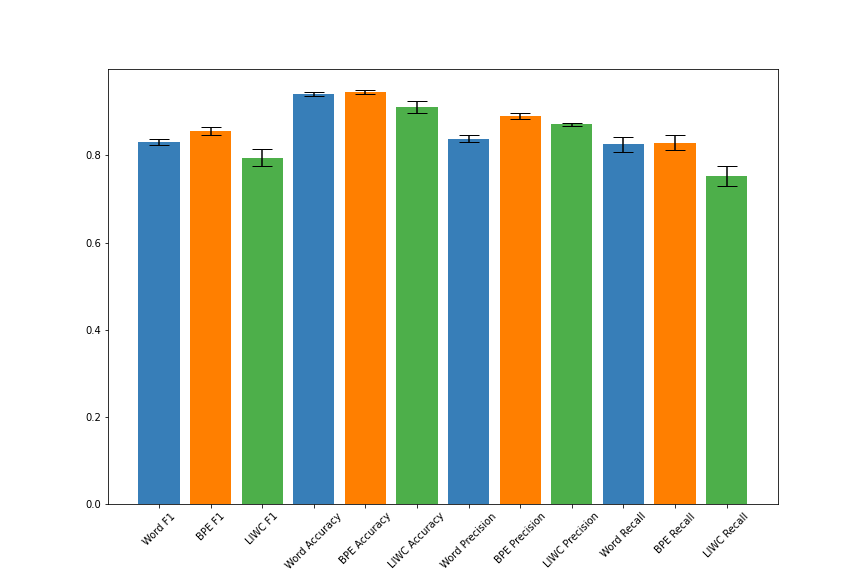 0.8
0.6
0.4
0.2
0.0
Word F1
BPE F1
LIWC F1
Word Accuracy
BPE Accuracy
LIWC Accuracy
Word Precision
BPE Precision
LIWC Precision
Word Recall
BPE Recall
LIWC Recall